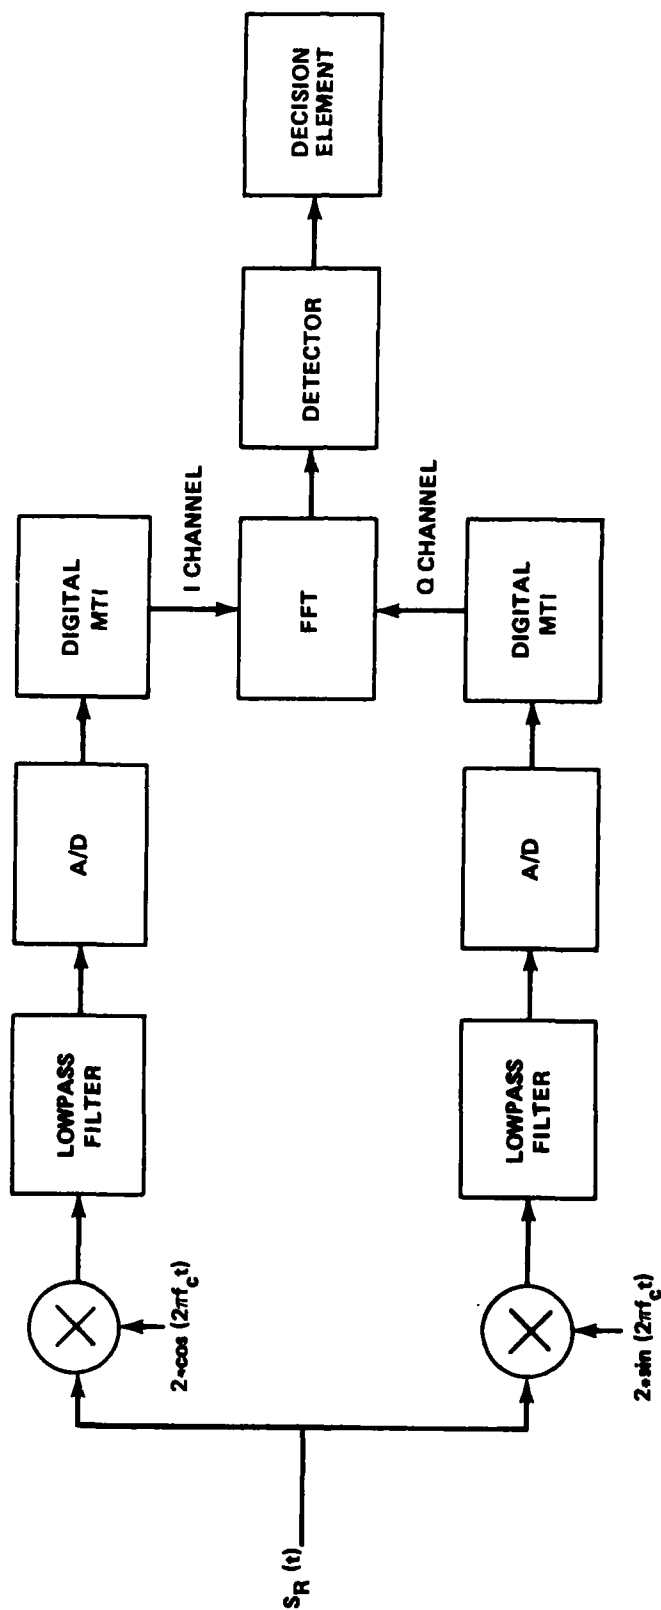 S_R (t)
2•cos (2πf_c t)
LOWPASS
FILTER
A/D
DIGITAL
MTI
I CHANNEL
2•sin (2πf_c t)
LOWPASS
FILTER
A/D
DIGITAL
MTI
Q CHANNEL
FFT
DETECTOR
DECISION
ELEMENT